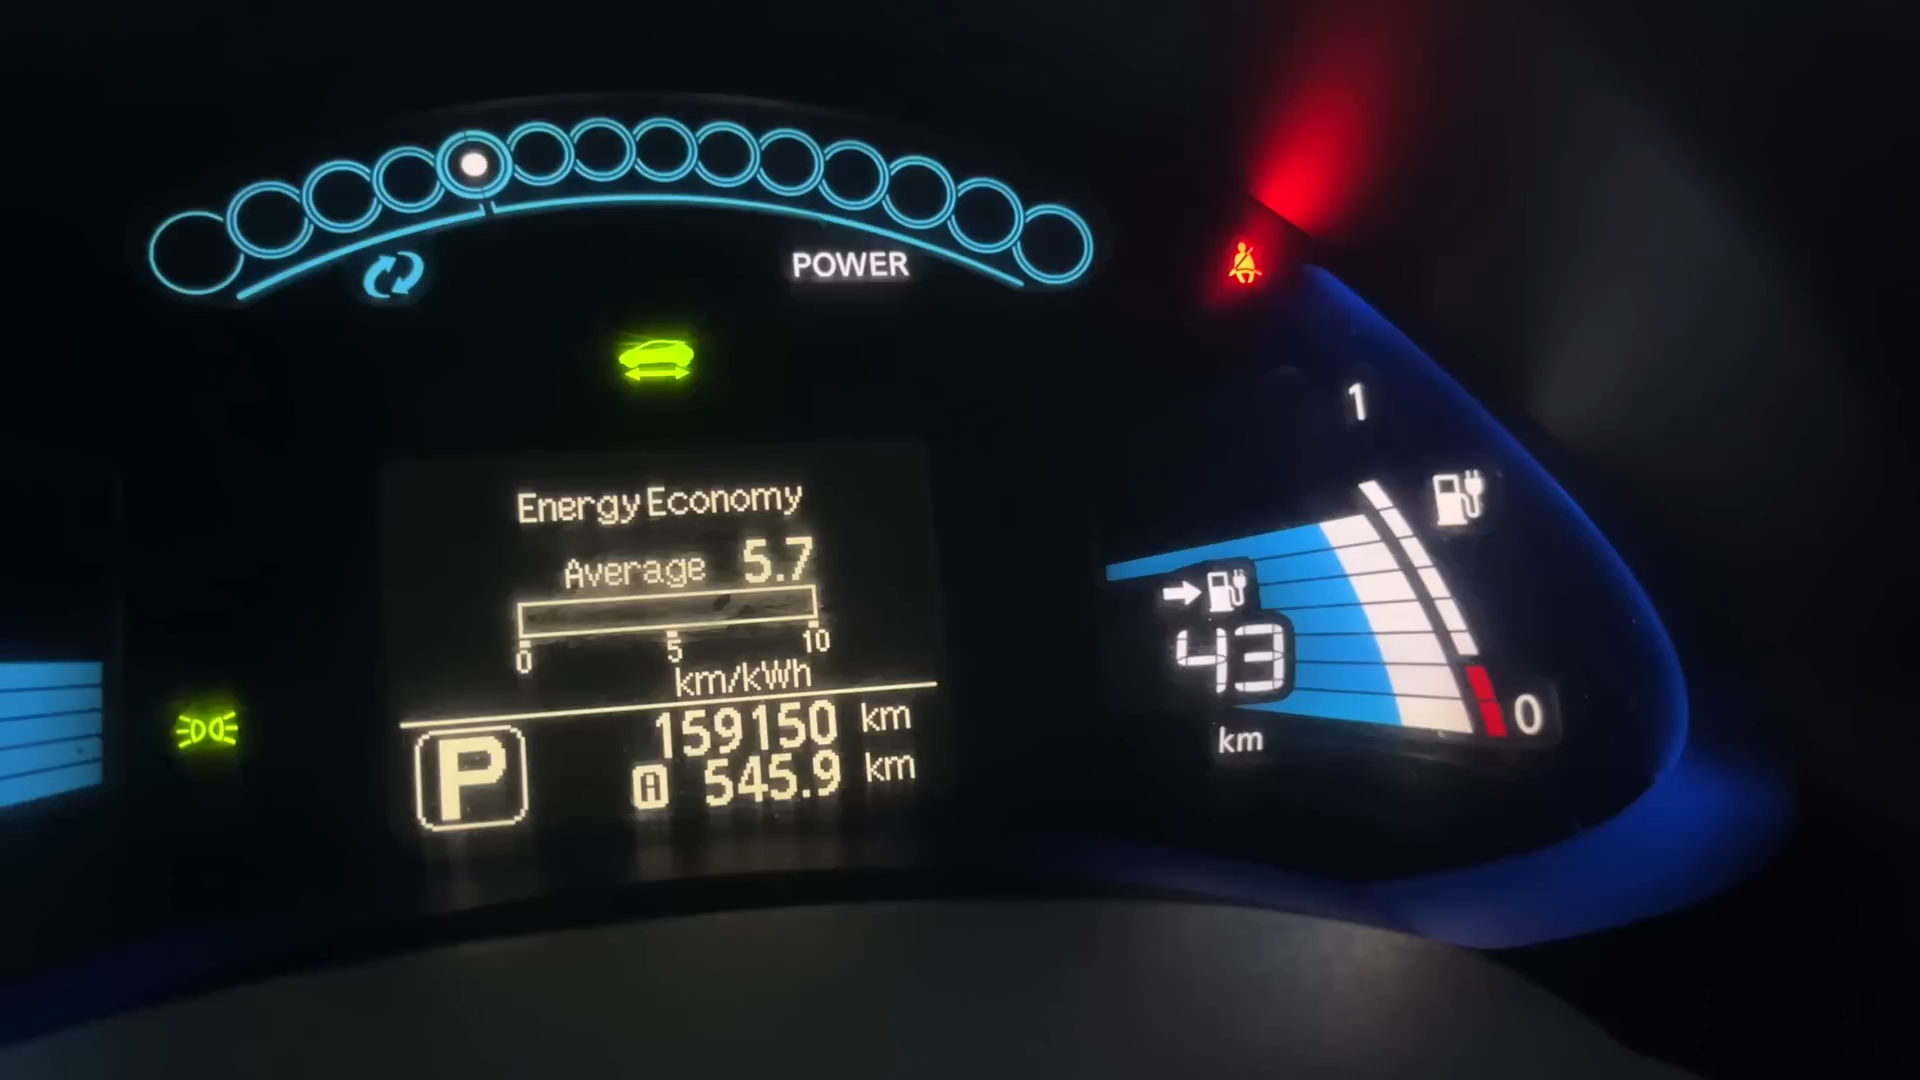 POWER
1
Energy Economy
Average 5.7
0 5 10
km/kWh
43
km
0
159150 km
P
A 545.9 km